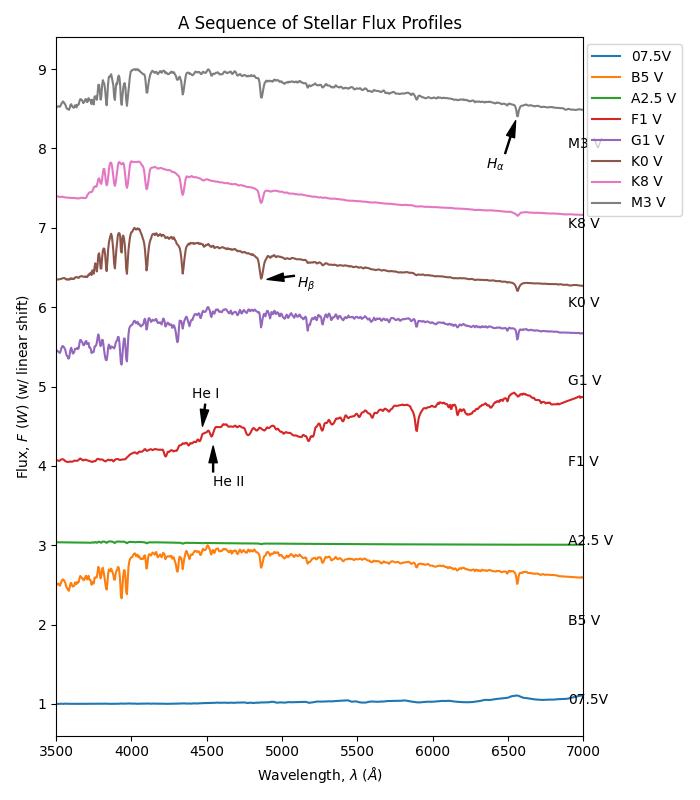 A Sequence of Stellar Flux Profiles
Flux, F (W) (w/ linear shift)
9
8
7
6
5
4
3
2
1
07.5V
B5 V
A2.5 V
F1 V
G1 V
K0 V
K8 V
M3 V
Hα
M3 V
K8 V
Hβ
K0 V
G1 V
He I
F1 V
He II
A2.5 V
B5 V
07.5V
3500 4000 4500 5000 5500 6000 6500 7000
Wavelength, λ (Å)